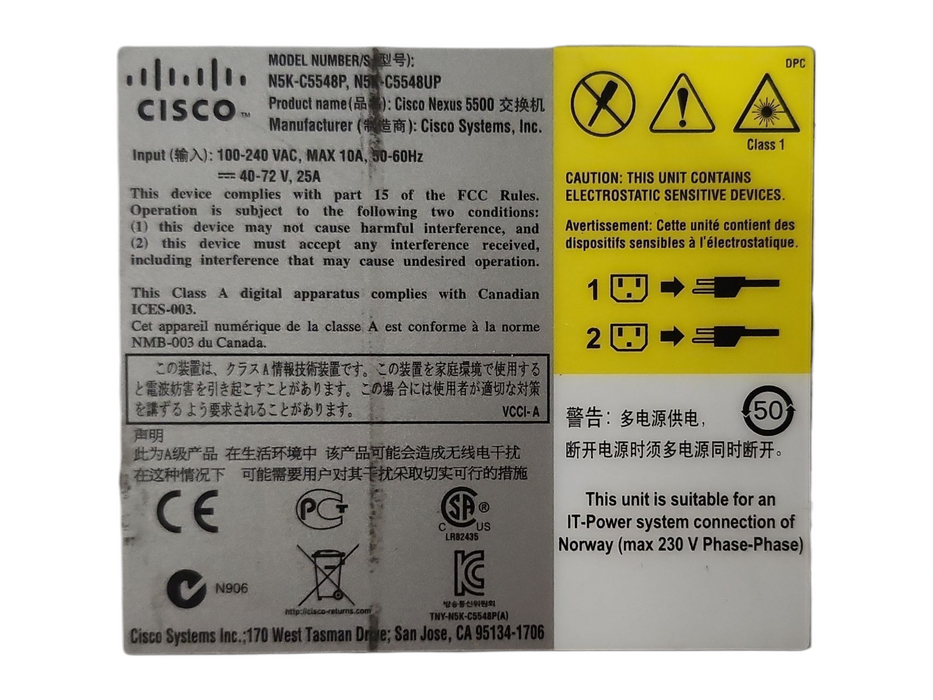 CISCO™
MODEL NUMBER/S(型号):
N5K-C5548P, N5K-C5548UP
Product name(品名): Cisco Nexus 5500 交换机
Manufacturer (制造商): Cisco Systems, Inc.
Input (输入): 100-240 VAC, MAX 10A, 50-60Hz
40-72 V, 25A
This device complies with part 15 of the FCC Rules.
Operation is subject to the following two conditions:
(1) this device may not cause harmful interference, and
(2) this device must accept any interference received,
including interference that may cause undesired operation.
This Class A digital apparatus complies with Canadian
ICES-003.
Cet appareil numérique de la classe A est conforme à la norme
NMB-003 du Canada.
この装置は、クラスA情報技術装置です。この装置を家庭環境で使用する
と電波妨害を引き起こすことがあります。この場合には使用者が適切な対策
を講ずるよう要求されることがあります。
VCCI-A
声明
此为A级产品 在生活环境中 该产品可能会造成无线电干扰
在这种情况下 可能需要用户对其干扰采取切实可行的措施
CE
PCT
SA ®
C US
LR82435
N906
http://cisco-returns.com
방송통신위원회
TNY-N5K-C5548P(A)
Cisco Systems Inc.;170 West Tasman Drive; San Jose, CA 95134-1706
DPC
Class 1
CAUTION: THIS UNIT CONTAINS
ELECTROSTATIC SENSITIVE DEVICES.
Avertissement: Cette unité contient des
dispositifs sensibles à l'électrostatique.
1
2
50
警告: 多电源供电,
断开电源时须多电源同时断开。
This unit is suitable for an
IT-Power system connection of
Norway (max 230 V Phase-Phase)